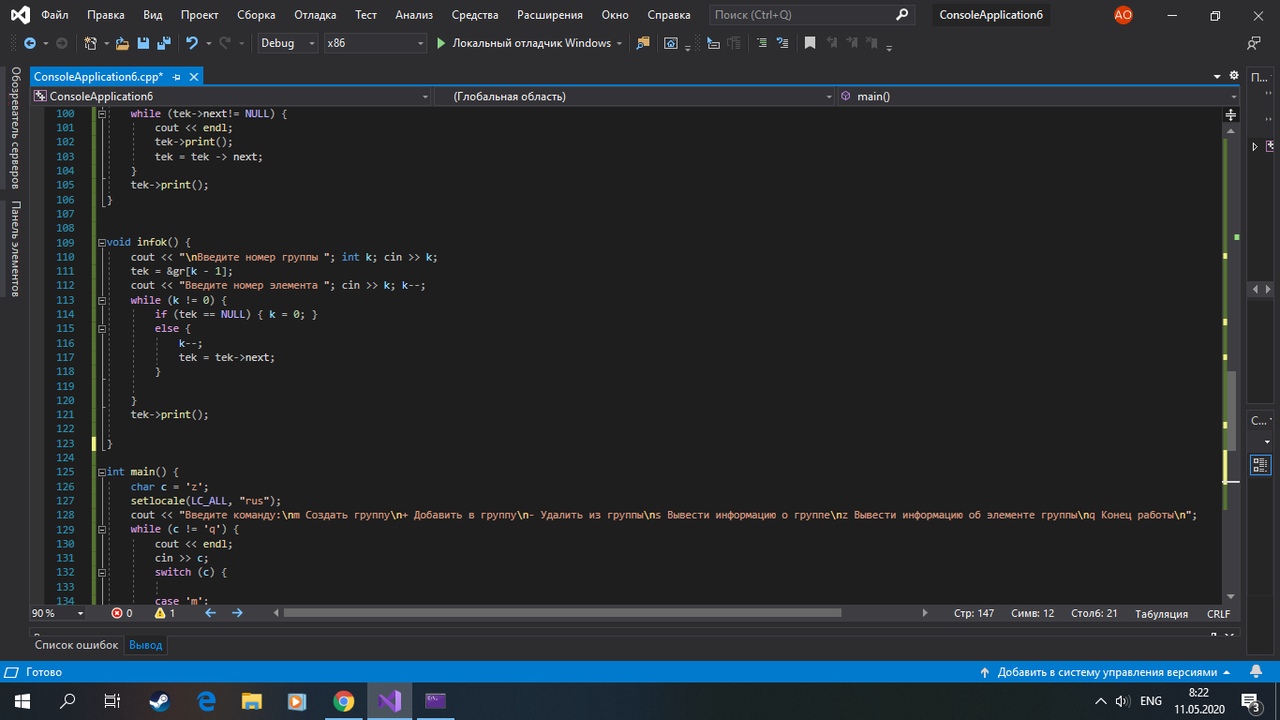 Файл Правка Вид Проект Сборка Отладка Тест Анализ Средства Расширения Окно Справка Поиск (Ctrl+Q) ConsoleApplication6 АО
Debug x86 Локальный отладчик Windows
Обозреватель серверов
Панель элементов
ConsoleApplication6.cpp*
ConsoleApplication6 (Глобальная область) main()
100 while (tek->next!= NULL) {
101 cout << endl;
102 tek->print();
103 tek = tek -> next;
104 }
105 tek->print();
106 }
107
108
109 void infok() {
110 cout << "\nВведите номер группы "; int k; cin >> k;
111 tek = &gr[k - 1];
112 cout << "Введите номер элемента "; cin >> k; k--;
113 while (k != 0) {
114 if (tek == NULL) { k = 0; }
115 else {
116 k--;
117 tek = tek->next;
118 }
119
120 }
121 tek->print();
122
123 }
124
125 int main() {
126 char c = 'z';
127 setlocale(LC_ALL, "rus");
128 cout << "Введите команду:\nm Создать группу\n+ Добавить в группу\n- Удалить из группы\ns Вывести информацию о группе\nz Вывести информацию об элементе группы\nq Конец работы\n";
129 while (c != 'q') {
130 cout << endl;
131 cin >> c;
132 switch (c) {
133
134 case 'm':
П...
С...
90 % 0 1 Стр: 147 Симв: 12 Столб: 21 Табуляция CRLF
Список ошибок Вывод
Готово Добавить в систему управления версиями
ENG
8:22
11.05.2020
3